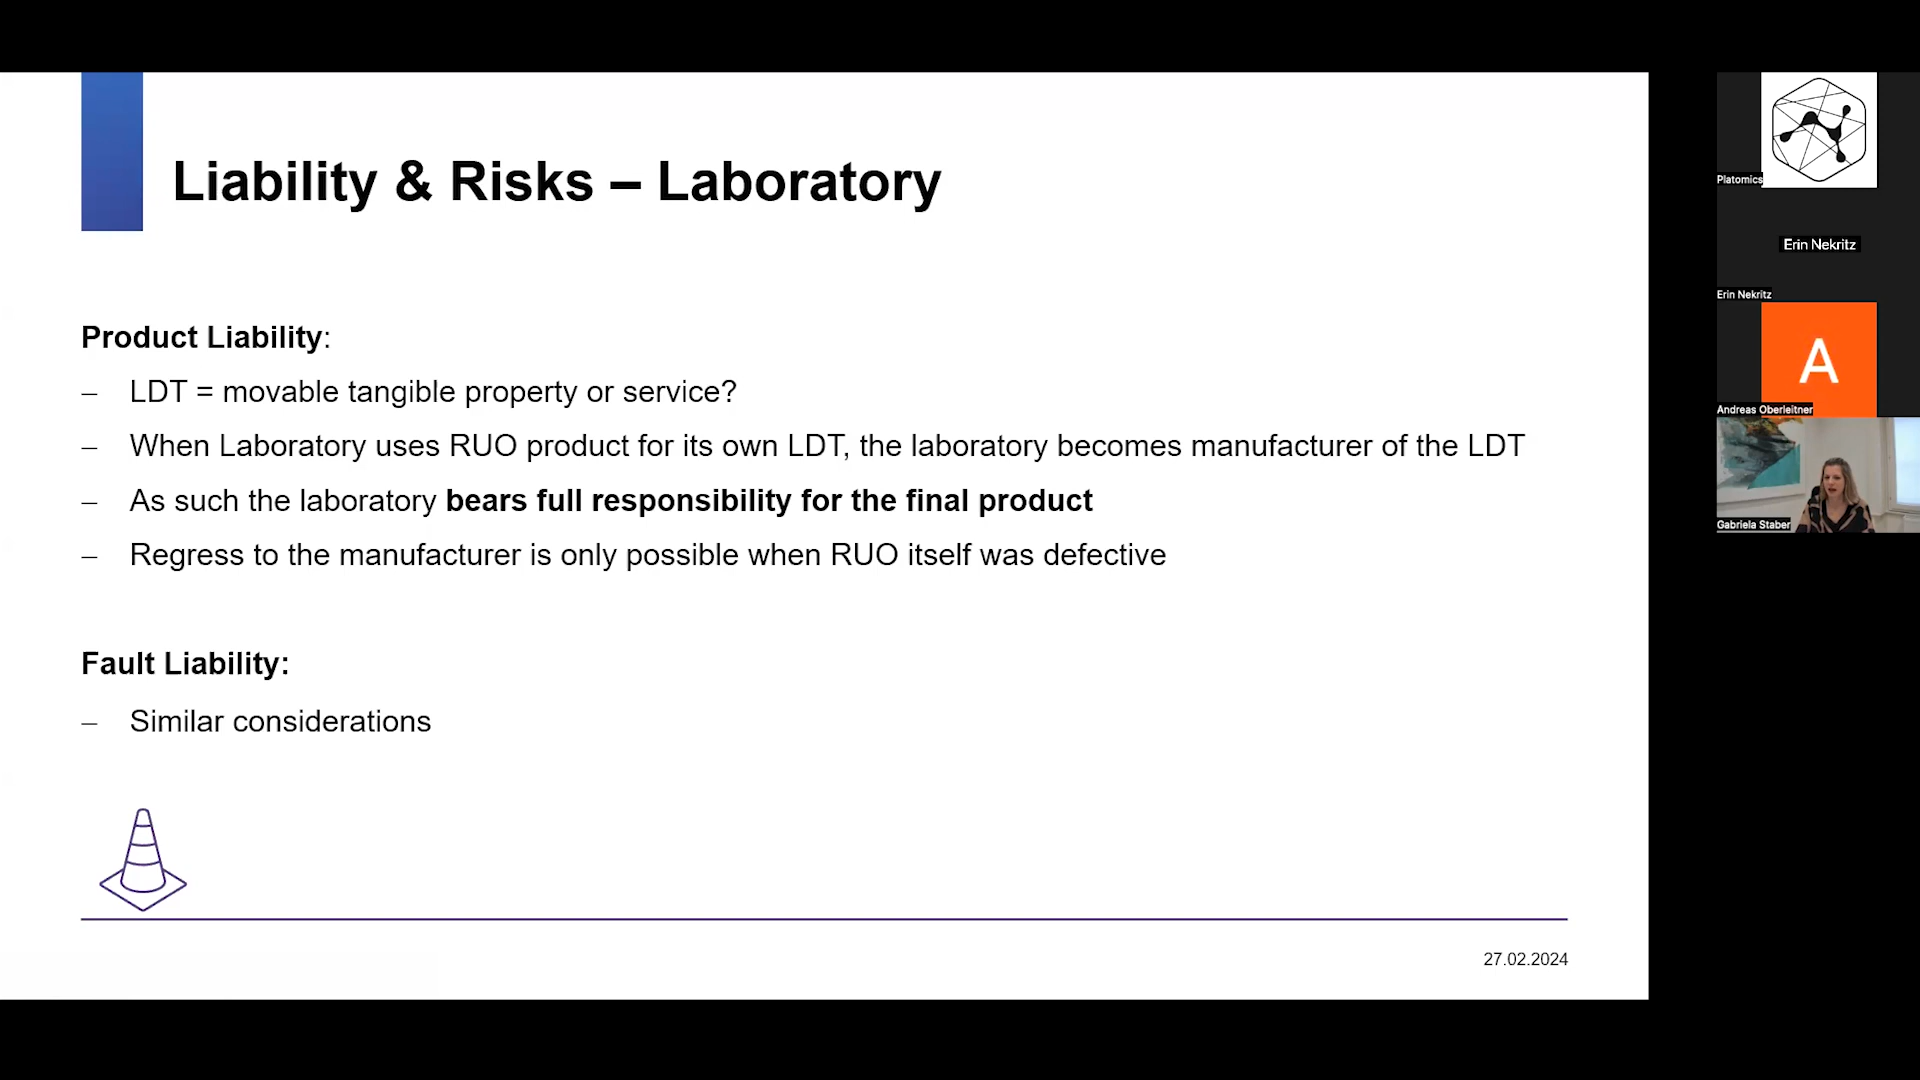 Liability & Risks – Laboratory
Product Liability:
– LDT = movable tangible property or service?
– When Laboratory uses RUO product for its own LDT, the laboratory becomes manufacturer of the LDT
– As such the laboratory bears full responsibility for the final product
– Regress to the manufacturer is only possible when RUO itself was defective
Fault Liability:
– Similar considerations
27.02.2024
Platomics
Erin Nekritz
Erin Nekritz
A
Andreas Oberleitner
Gabriela Staber